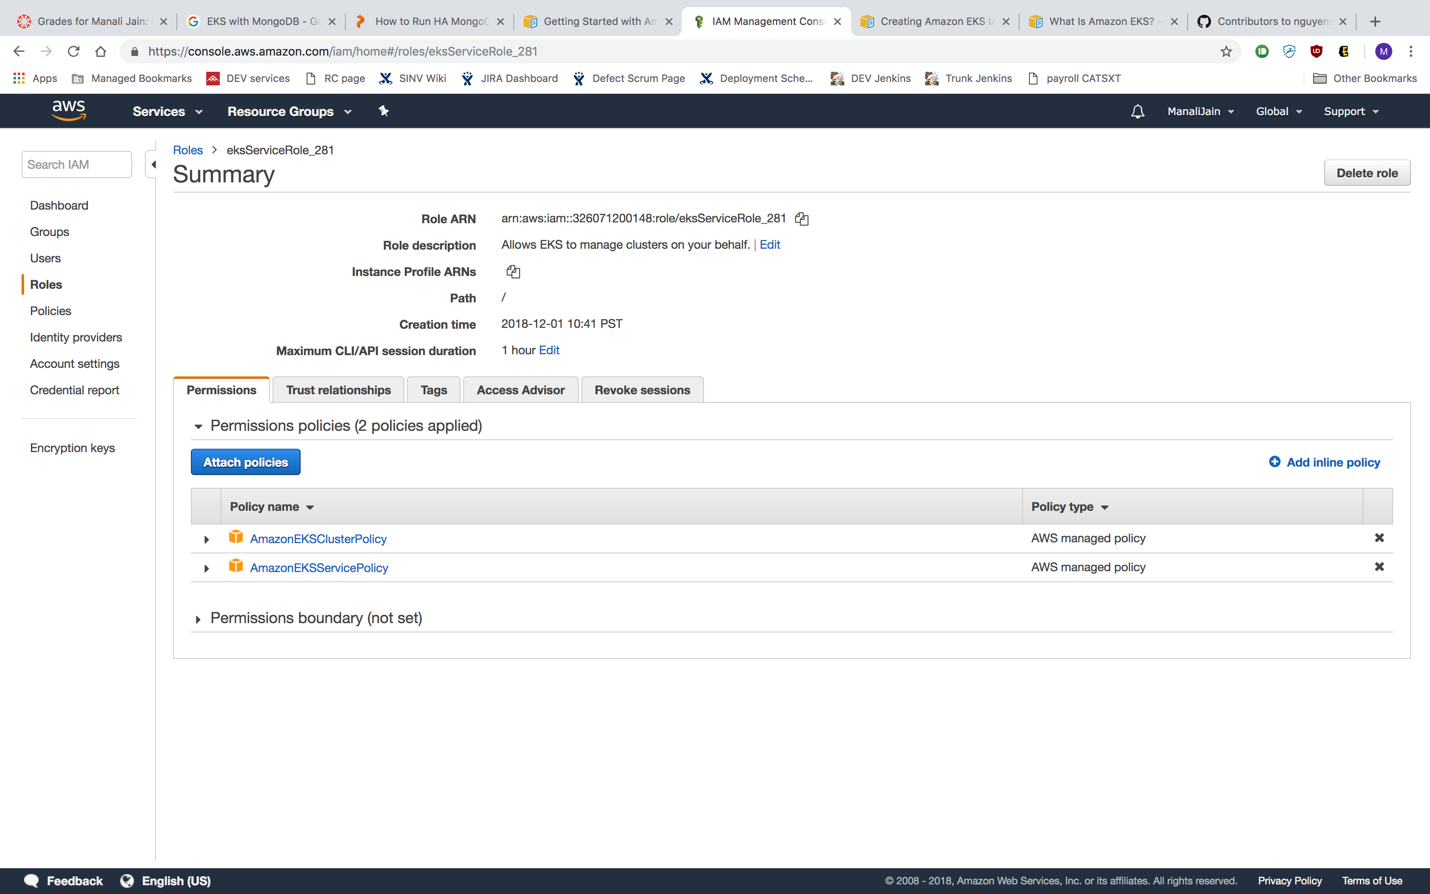 Grades for Manali Jain:
EKS with MongoDB - G
How to Run HA Mongo
Getting Started with Am
IAM Management Cons
Creating Amazon EKS
What Is Amazon EKS? -
Contributors to nguyen
https://console.aws.amazon.com/iam/home#/roles/eksServiceRole_281
M
Apps Managed Bookmarks DEV services RC page SINV Wiki JIRA Dashboard Defect Scrum Page Deployment Sche... DEV Jenkins Trunk Jenkins payroll CATSXT Other Bookmarks
aws Services Resource Groups ManaliJain Global Support
Search IAM
Dashboard
Groups
Users
Roles
Policies
Identity providers
Account settings
Credential report
Encryption keys
Roles > eksServiceRole_281
Summary
Delete role
Role ARN arn:aws:iam::326071200148:role/eksServiceRole_281
Role description Allows EKS to manage clusters on your behalf. | Edit
Instance Profile ARNs
Path /
Creation time 2018-12-01 10:41 PST
Maximum CLI/API session duration 1 hour Edit
Permissions Trust relationships Tags Access Advisor Revoke sessions
Permissions policies (2 policies applied)
Attach policies Add inline policy
Policy name Policy type
AmazonEKSClusterPolicy AWS managed policy
AmazonEKSServicePolicy AWS managed policy
Permissions boundary (not set)
Feedback English (US) © 2008 - 2018, Amazon Web Services, Inc. or its affiliates. All rights reserved. Privacy Policy Terms of Use